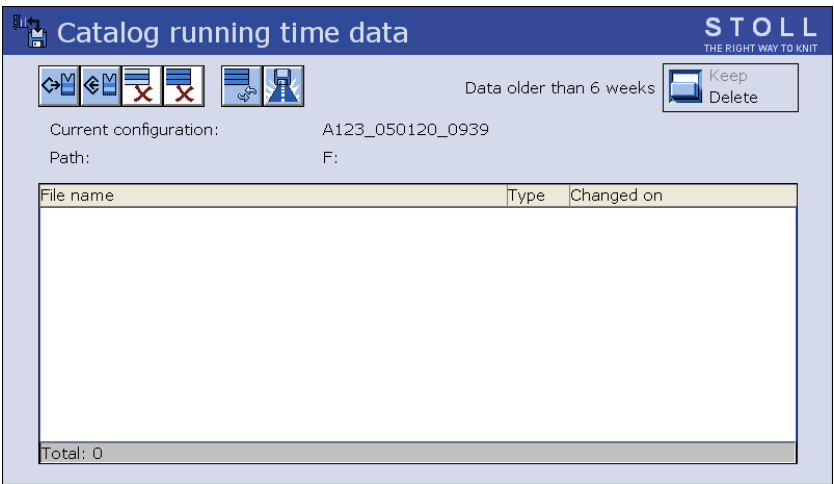 Catalog running time data
STOLL
THE RIGHT WAY TO KNIT
Data older than 6 weeks
Keep
Delete
Current configuration: A123_050120_0939
Path: F:
File name Type Changed on
Total: 0